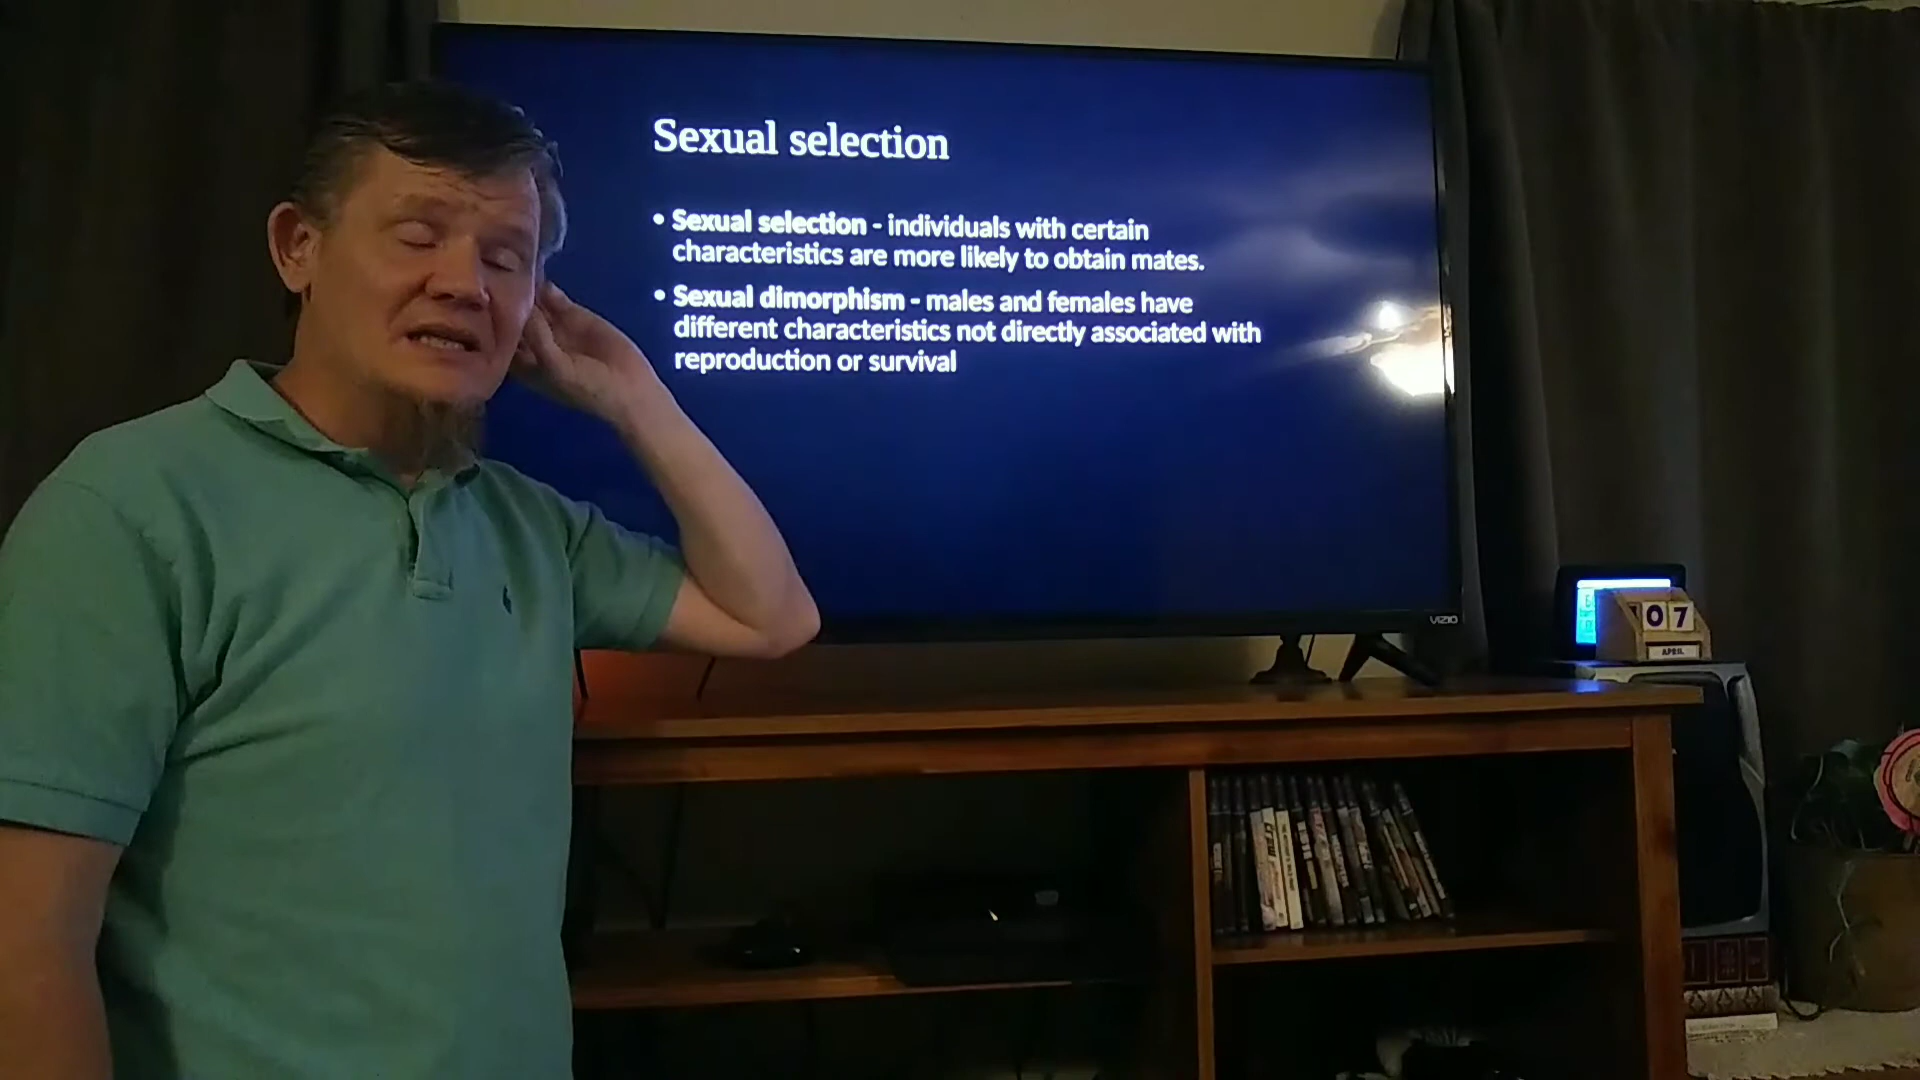 Sexual selection
• Sexual selection - individuals with certain
characteristics are more likely to obtain mates.
• Sexual dimorphism - males and females have
different characteristics not directly associated with
reproduction or survival
VIZIO
07
APRIL